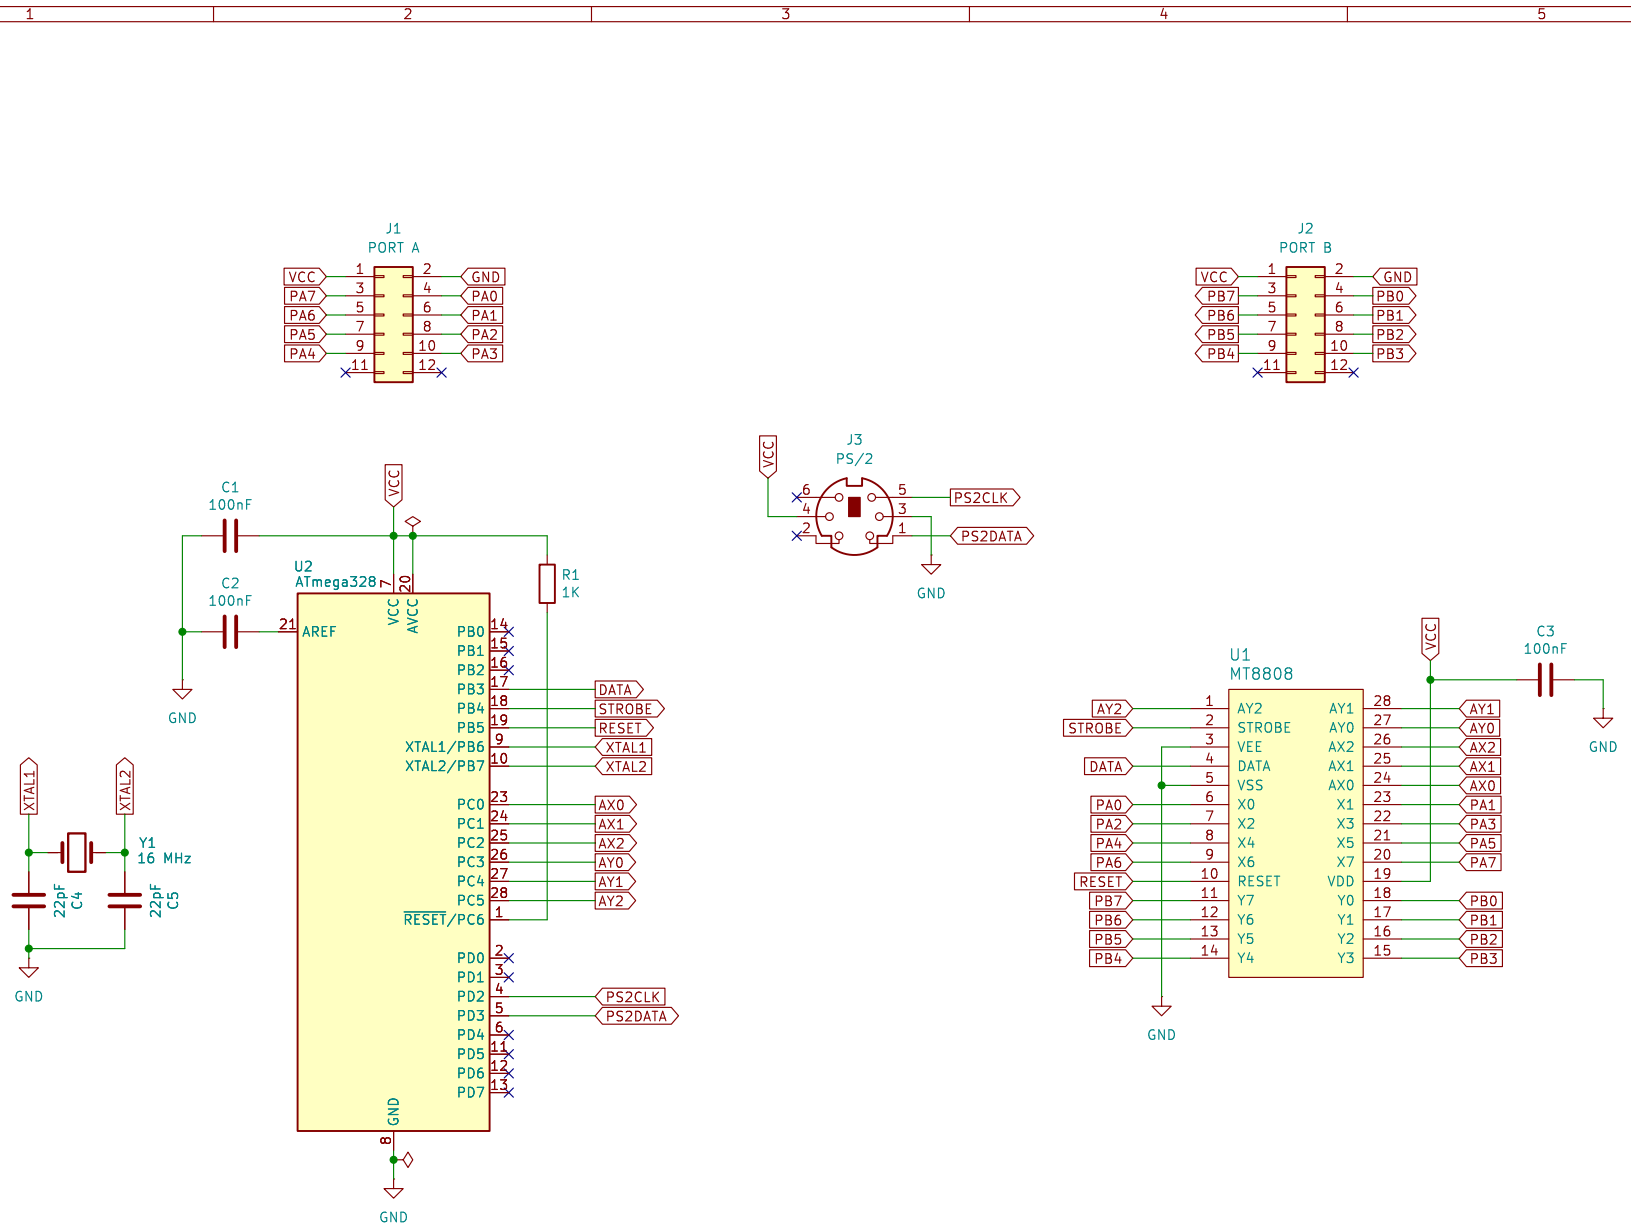 1 2 3 4 5
J1
PORT A
VCC 1 2 GND
PA7 3 4 PA0
PA6 5 6 PA1
PA5 7 8 PA2
PA4 9 10 PA3
11 12
J2
PORT B
VCC 1 2 GND
PB7 3 4 PB0
PB6 5 6 PB1
PB5 7 8 PB2
PB4 9 10 PB3
11 12
J3
PS/2
VCC
6 5 PS2CLK
4 3
2 1 PS2DATA
GND
C1
100nF
VCC
C2
100nF
GND
R1
1K
U2
ATmega328
7 20
VCC AVCC
21 AREF
PB0 14
PB1 15
PB2 16
PB3 17 DATA
PB4 18 STROBE
PB5 19 RESET
XTAL1/PB6 9 XTAL1
XTAL2/PB7 10 XTAL2
PC0 23 AX0
PC1 24 AX1
PC2 25 AX2
PC3 26 AY0
PC4 27 AY1
PC5 28 AY2
RESET/PC6 1
PD0 2
PD1 3
PD2 4 PS2CLK
PD3 5 PS2DATA
PD4 6
PD5 11
PD6 12
PD7 13
GND
8
GND
XTAL1 XTAL2
Y1
16 MHz
22pF
C4
22pF
C5
GND
VCC
C3
100nF
GND
U1
MT8808
AY2 1 AY2 AY1 28 AY1
STROBE 2 STROBE AY0 27 AY0
3 VEE AX2 26 AX2
DATA 4 DATA AX1 25 AX1
5 VSS AX0 24 AX0
PA0 6 X0 X1 23 PA1
PA2 7 X2 X3 22 PA3
PA4 8 X4 X5 21 PA5
PA6 9 X6 X7 20 PA7
RESET 10 RESET VDD 19
PB7 11 Y7 Y0 18 PB0
PB6 12 Y6 Y1 17 PB1
PB5 13 Y5 Y2 16 PB2
PB4 14 Y4 Y3 15 PB3
GND